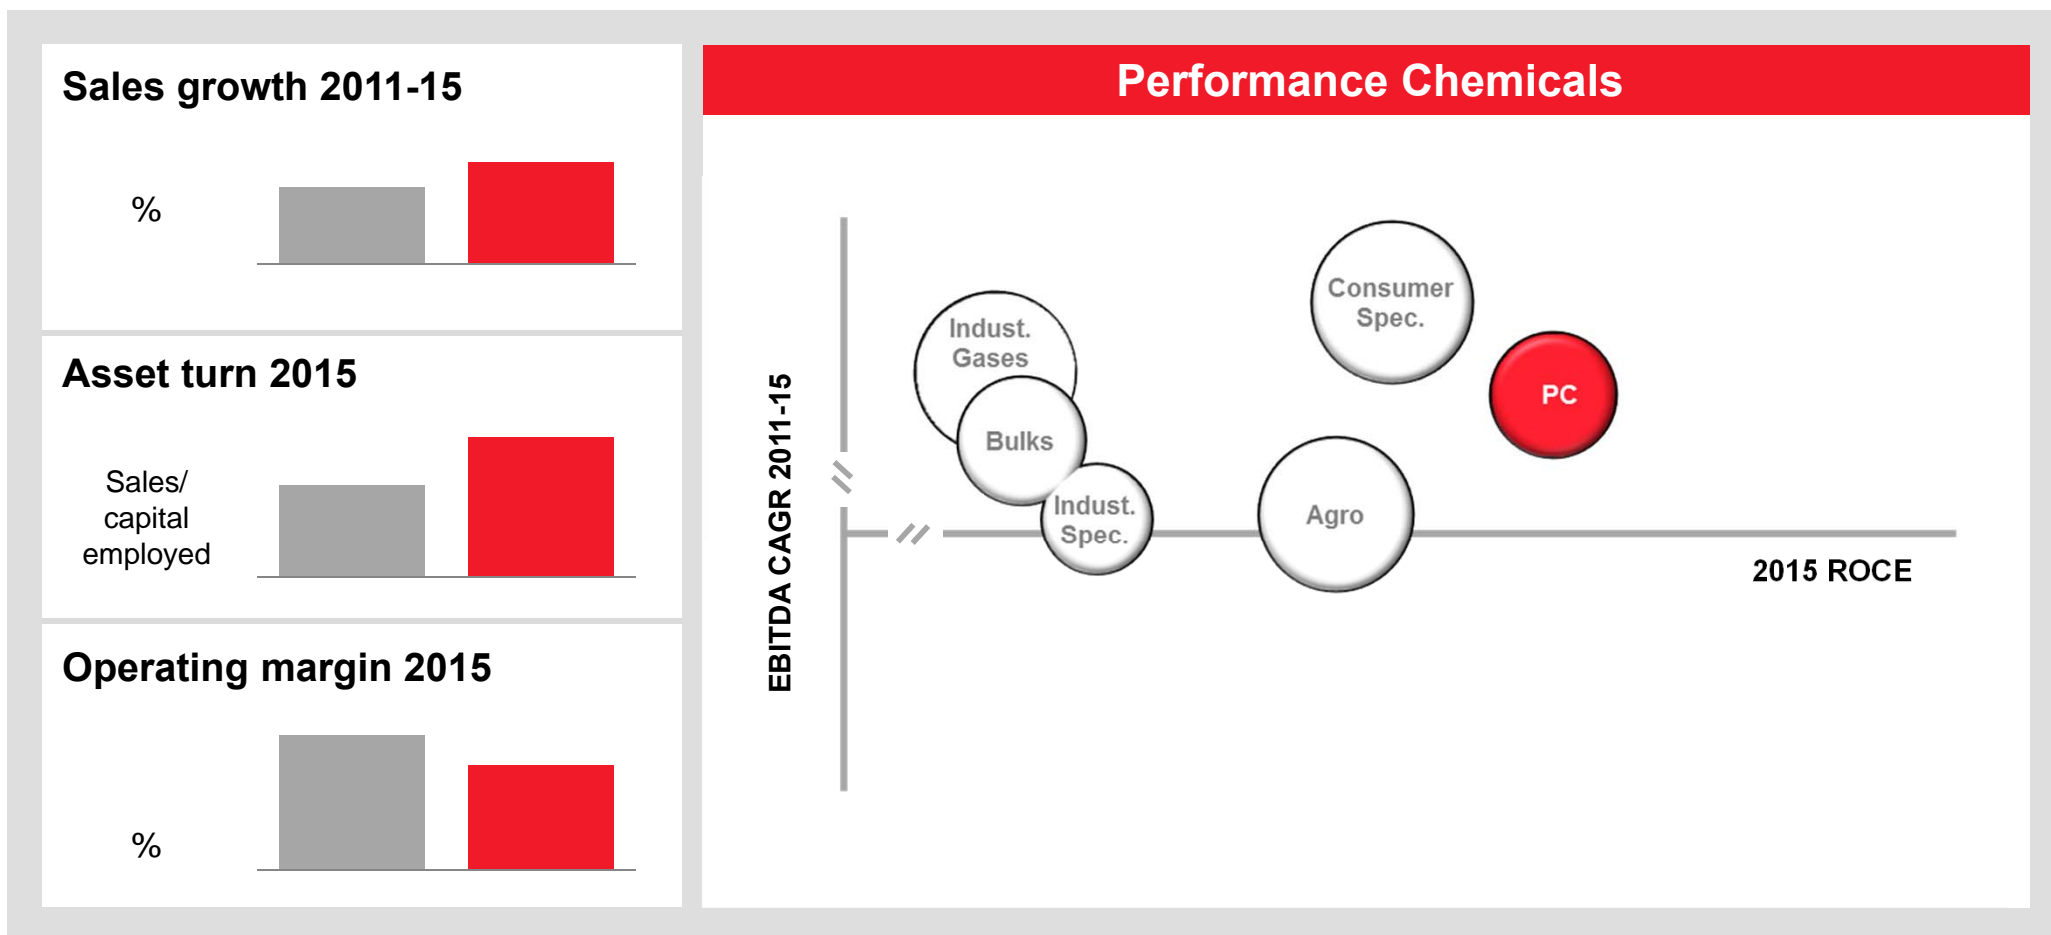 Sales growth 2011-15
%
Asset turn 2015
Sales/
capital
employed
Operating margin 2015
%
Performance Chemicals
EBITDA CAGR 2011-15
Indust.
Gases
Bulks
Indust.
Spec.
Consumer
Spec.
PC
Agro
2015 ROCE